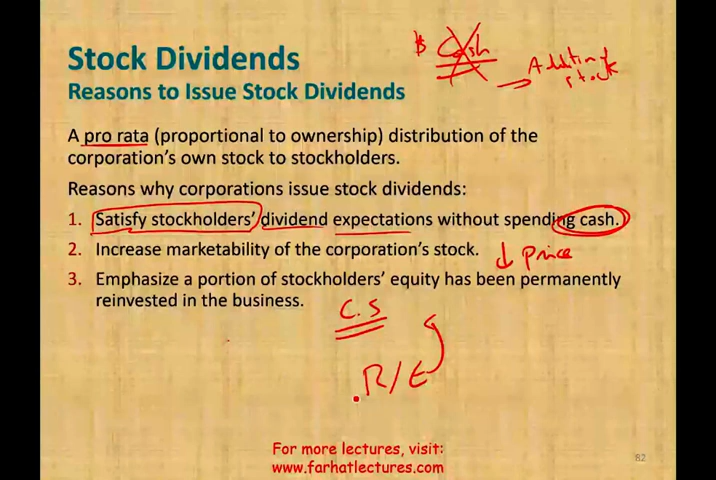 Stock Dividends
$ Cash
Additional
stock
Reasons to Issue Stock Dividends
A pro rata (proportional to ownership) distribution of the
corporation's own stock to stockholders.
Reasons why corporations issue stock dividends:
1. Satisfy stockholders' dividend expectations without spending cash.
2. Increase marketability of the corporation's stock.
↓ price
3. Emphasize a portion of stockholders' equity has been permanently
reinvested in the business.
C.S
R/E
For more lectures, visit:
www.farhatlectures.com
82